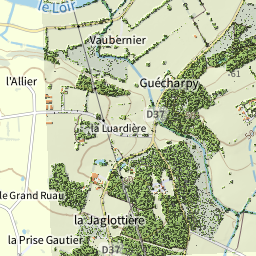 le Loir
Vaubernier
l'Allier
Guécharpy
61
D37
la Luardière
le Grand Ruau
la Jaglottière
la Prise Gautier
D37